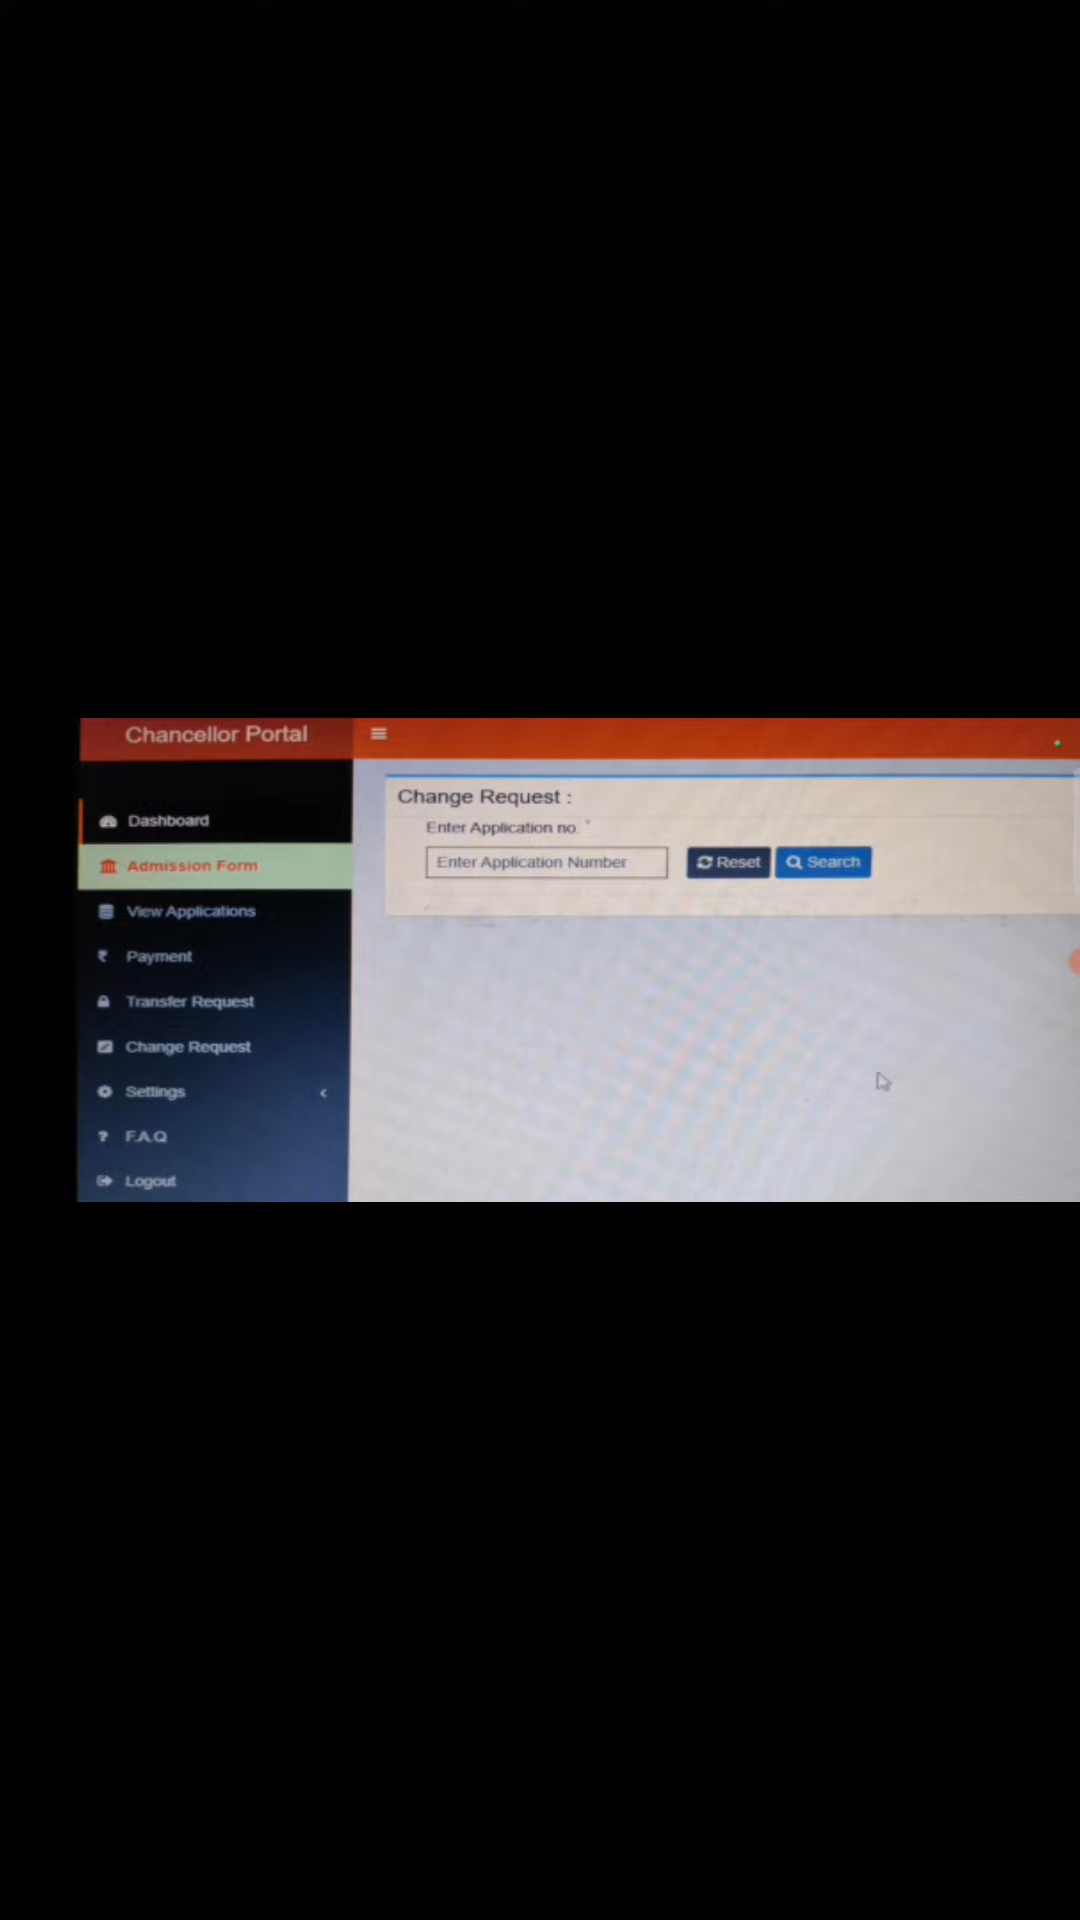 Chancellor Portal
Dashboard
Admission Form
View Applications
Payment
Transfer Request
Change Request
Settings
F.A.Q
Logout
Change Request :
Enter Application no. *
Enter Application Number
Reset
Search